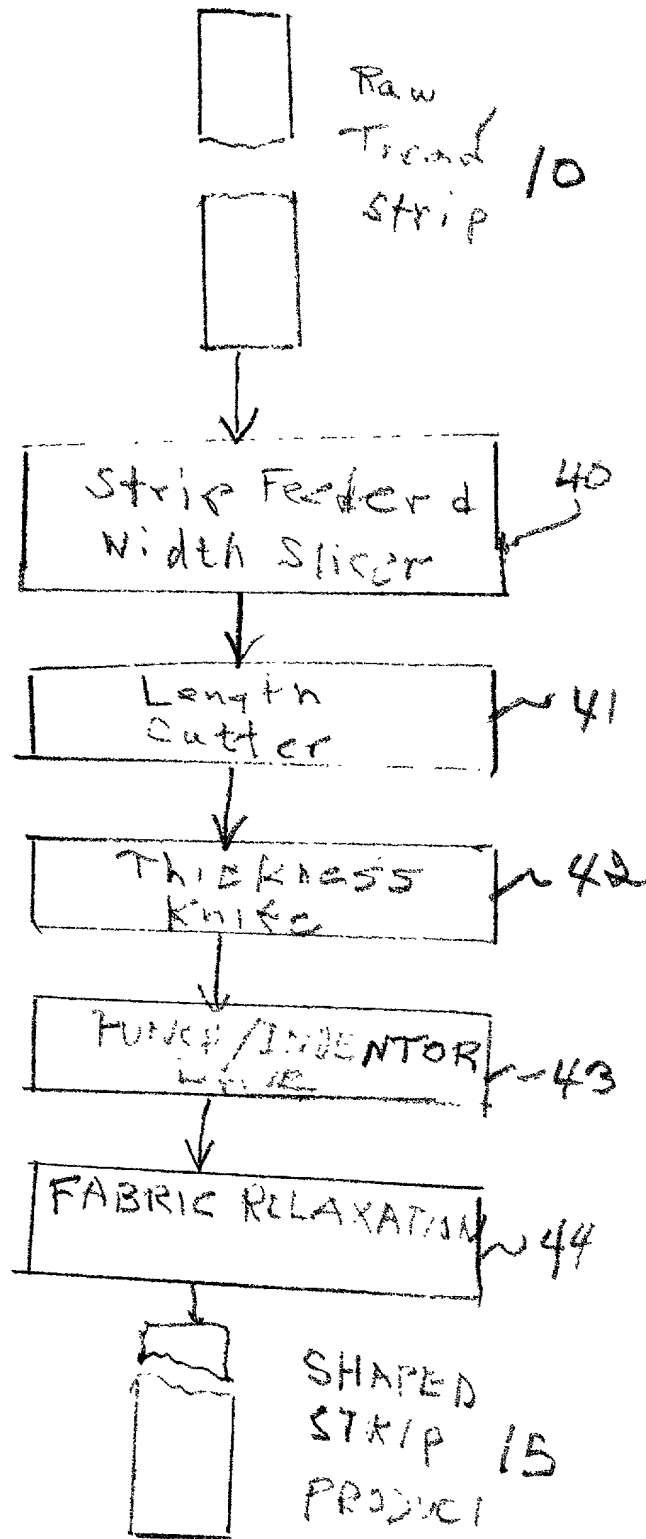 Raw
Tread
Strip 10
Strip Feeder &
Width Slicer
40
Length
Cutter
41
Thickness
Knife
42
PUNCH/INDENTOR
43
FABRIC RELAXATION
44
SHAPED
STRIP
PRODUCT 15